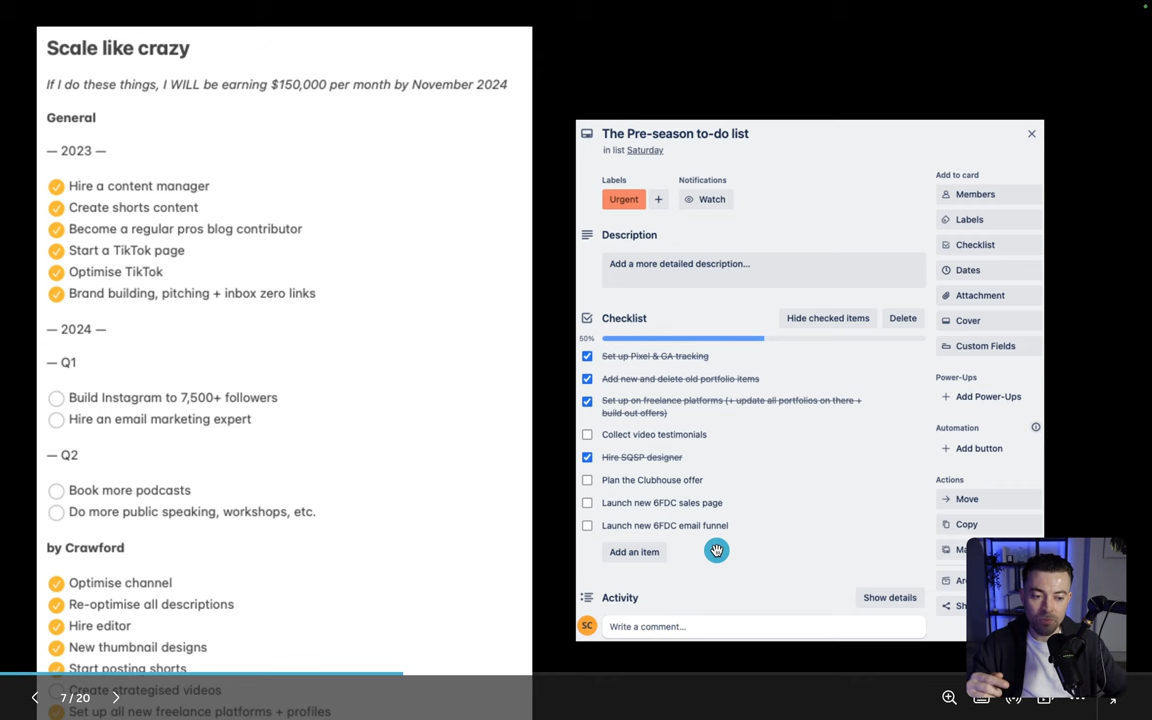 Scale like crazy
If I do these things, I WILL be earning $150,000 per month by November 2024
General
— 2023 —
Hire a content manager
Create shorts content
Become a regular pros blog contributor
Start a TikTok page
Optimise TikTok
Brand building, pitching + inbox zero links
— 2024 —
— Q1
Build Instagram to 7,500+ followers
Hire an email marketing expert
— Q2
Book more podcasts
Do more public speaking, workshops, etc.
by Crawford
Optimise channel
Re-optimise all descriptions
Hire editor
New thumbnail designs
Start posting shorts
Create strategised videos
Set up all new freelance platforms + profiles
The Pre-season to-do list
in list Saturday
Labels
Notifications
Urgent
+
Watch
Description
Add a more detailed description...
Checklist
Hide checked items
Delete
50%
Set up Pixel & GA tracking
Add new and delete old portfolio items
Set up on freelance platforms (+ update all portfolios on there +
build out offers)
Collect video testimonials
Hire SQSP designer
Plan the Clubhouse offer
Launch new 6FDC sales page
Launch new 6FDC email funnel
Add an item
Activity
Show details
SC
Write a comment...
Add to card
Members
Labels
Checklist
Dates
Attachment
Cover
Custom Fields
Power-Ups
+ Add Power-Ups
Automation
+ Add button
Actions
Move
Copy
7 / 20